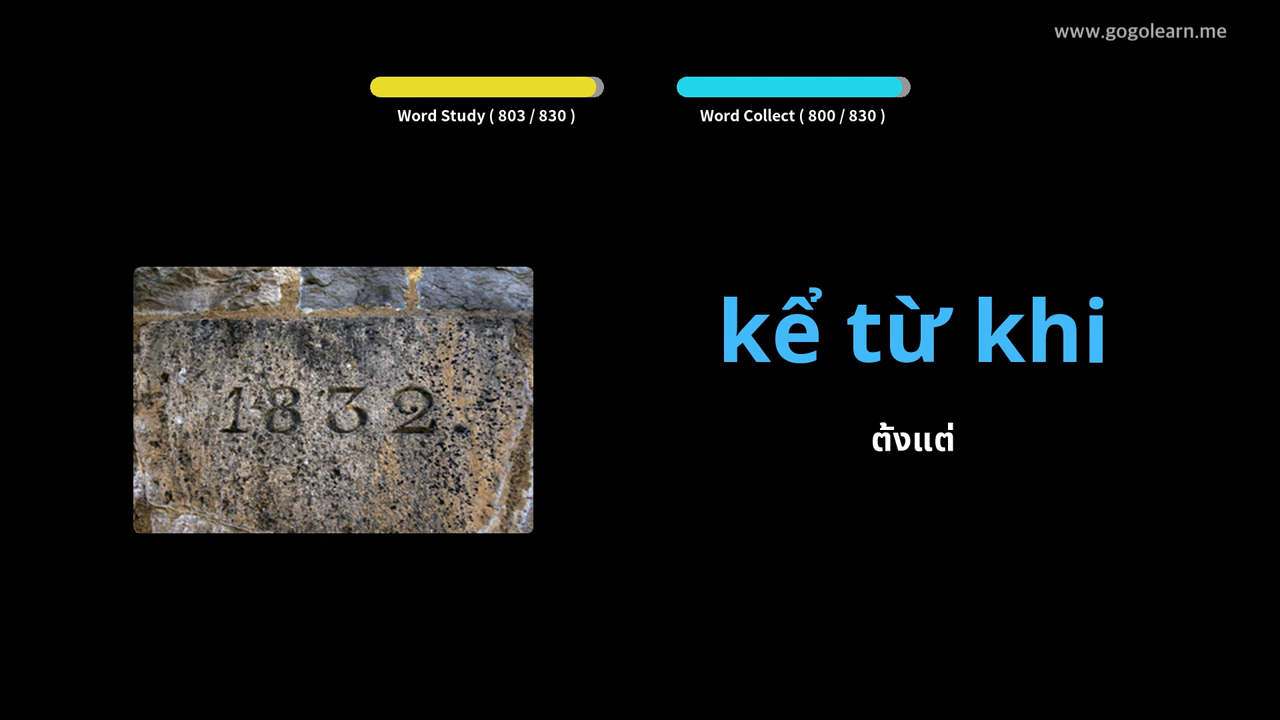 www.gogolearn.me
Word Study ( 803 / 830 )
Word Collect ( 800 / 830 )
1832.
kể từ khi
ตั้งแต่